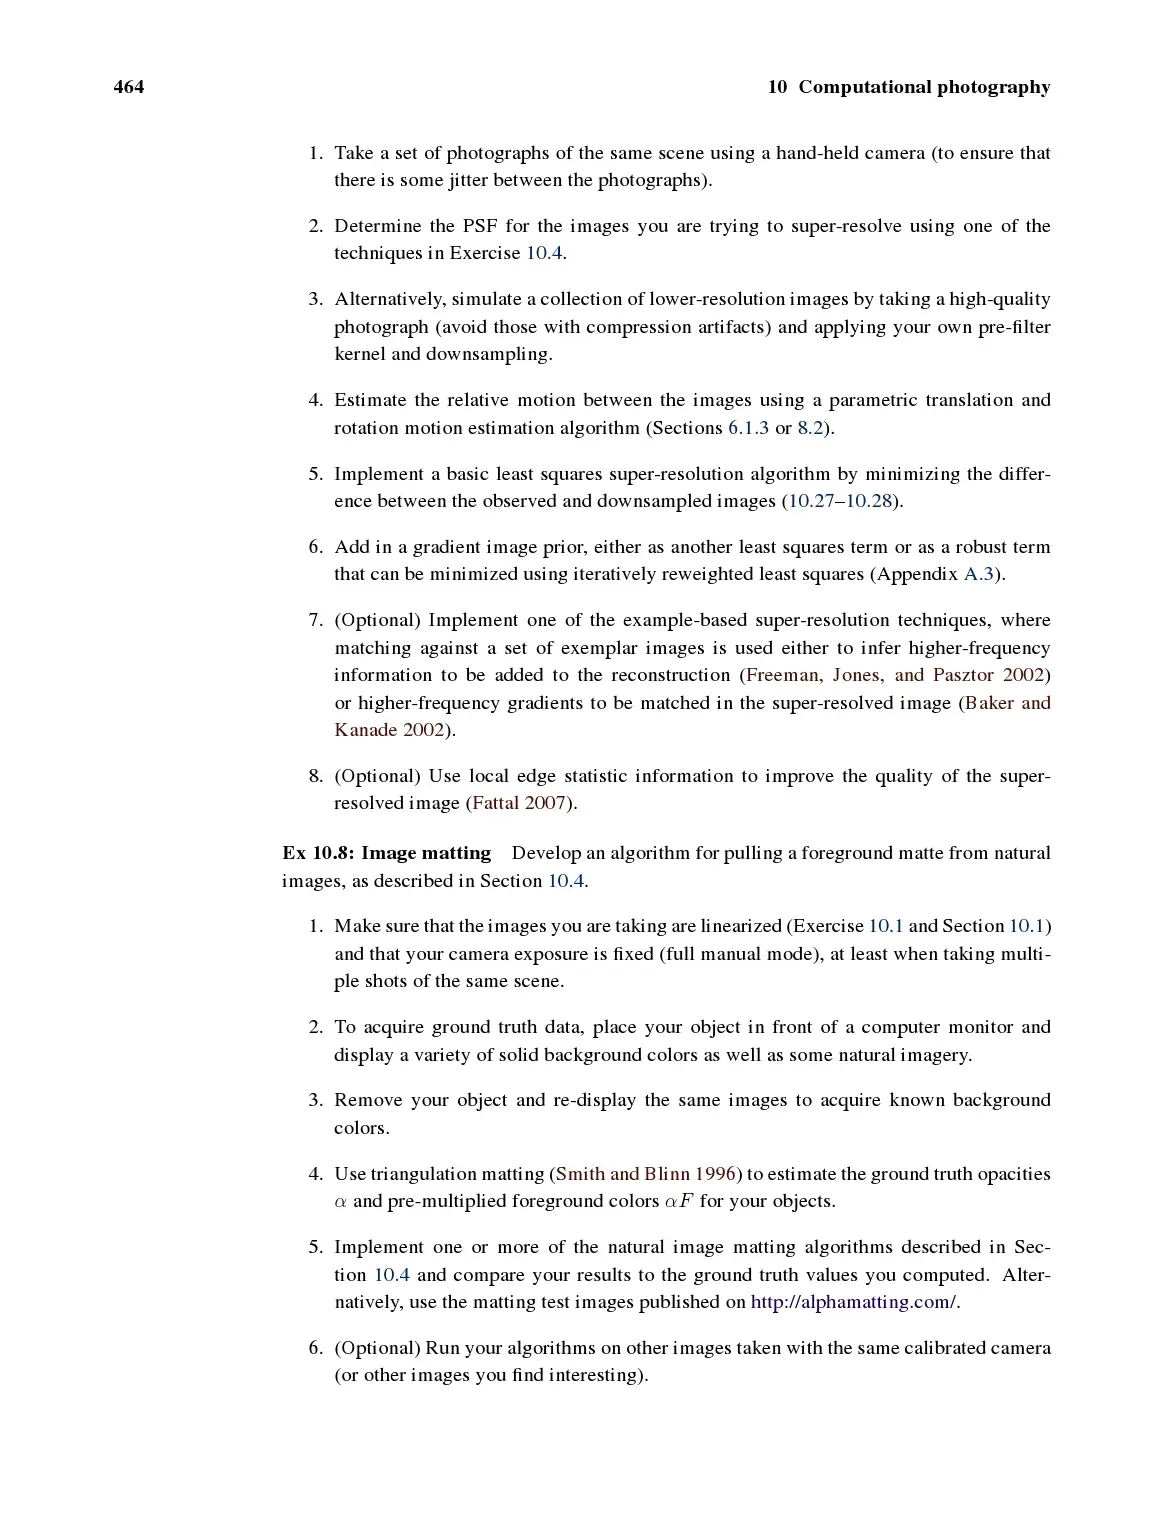 464 10 Computational photography
1. Take a set of photographs of the same scene using a hand-held camera (to ensure that
there is some jitter between the photographs).
2. Determine the PSF for the images you are trying to super-resolve using one of the
techniques in Exercise 10.4.
3. Alternatively, simulate a collection of lower-resolution images by taking a high-quality
photograph (avoid those with compression artifacts) and applying your own pre-filter
kernel and downsampling.
4. Estimate the relative motion between the images using a parametric translation and
rotation motion estimation algorithm (Sections 6.1.3 or 8.2).
5. Implement a basic least squares super-resolution algorithm by minimizing the differ-
ence between the observed and downsampled images (10.27–10.28).
6. Add in a gradient image prior, either as another least squares term or as a robust term
that can be minimized using iteratively reweighted least squares (Appendix A.3).
7. (Optional) Implement one of the example-based super-resolution techniques, where
matching against a set of exemplar images is used either to infer higher-frequency
information to be added to the reconstruction (Freeman, Jones, and Pasztor 2002)
or higher-frequency gradients to be matched in the super-resolved image (Baker and
Kanade 2002).
8. (Optional) Use local edge statistic information to improve the quality of the super-
resolved image (Fattal 2007).
Ex 10.8: Image matting Develop an algorithm for pulling a foreground matte from natural
images, as described in Section 10.4.
1. Make sure that the images you are taking are linearized (Exercise 10.1 and Section 10.1)
and that your camera exposure is fixed (full manual mode), at least when taking multi-
ple shots of the same scene.
2. To acquire ground truth data, place your object in front of a computer monitor and
display a variety of solid background colors as well as some natural imagery.
3. Remove your object and re-display the same images to acquire known background
colors.
4. Use triangulation matting (Smith and Blinn 1996) to estimate the ground truth opacities
α and pre-multiplied foreground colors αF for your objects.
5. Implement one or more of the natural image matting algorithms described in Sec-
tion 10.4 and compare your results to the ground truth values you computed. Alter-
natively, use the matting test images published on http://alphamatting.com/.
6. (Optional) Run your algorithms on other images taken with the same calibrated camera
(or other images you find interesting).